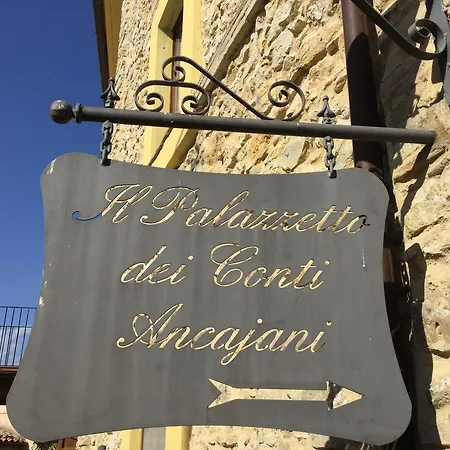 Il Palazzetto
dei Conti
Ancajani